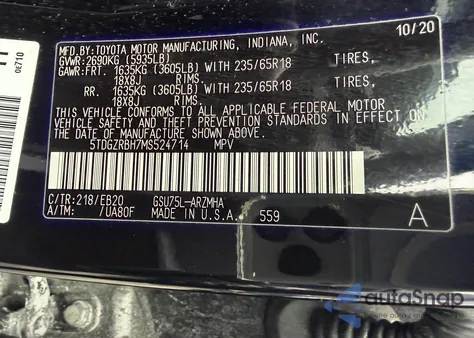 10/20
MFD.BY:TOYOTA MOTOR MANUFACTURING, INDIANA, INC.
GVWR:2690KG (5935LB)
GAWR:FRT. 1635KG (3605LB) WITH 235/65R18 TIRES,
18X8J RIMS.
RR. 1635KG (3605LB) WITH 235/65R18 TIRES,
18X8J RIMS.
THIS VEHICLE CONFORMS TO ALL APPLICABLE FEDERAL MOTOR
VEHICLE SAFETY AND THEFT PREVENTION STANDARDS IN EFFECT ON
THE DATE OF MANUFACTURE SHOWN ABOVE.
5TDGZRBH7MS524714 MPV
C/TR:218/EB20 GSU75L-ARZMHA
A/TM: /UA80F MADE IN U.S.A. 559
A
0E710
autoSnap